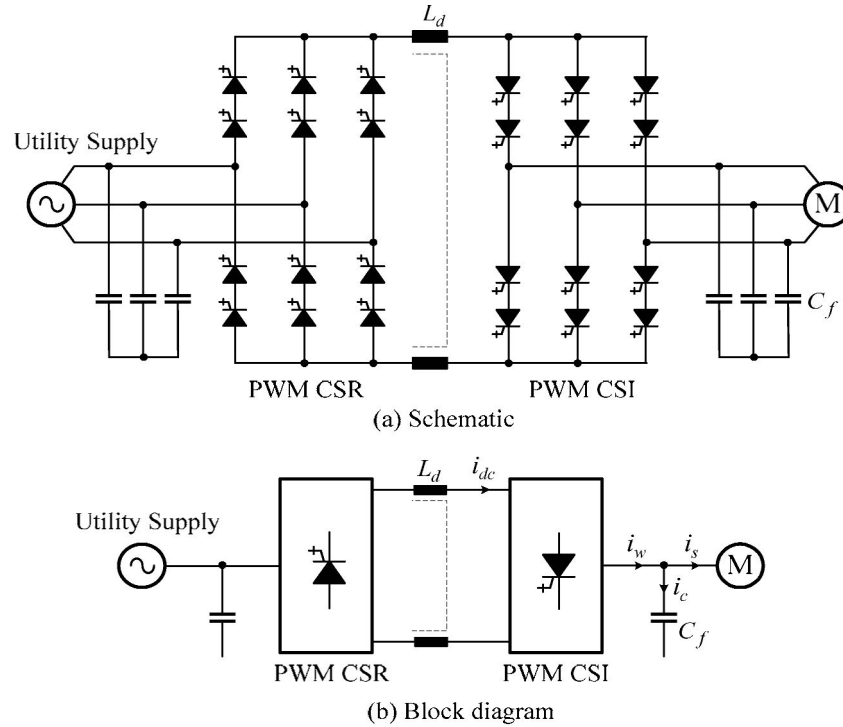 L_d
Utility Supply
M
C_f
PWM CSR
PWM CSI
(a) Schematic
L_d
i_dc
Utility Supply
i_w
i_s
M
i_c
C_f
PWM CSR
PWM CSI
(b) Block diagram